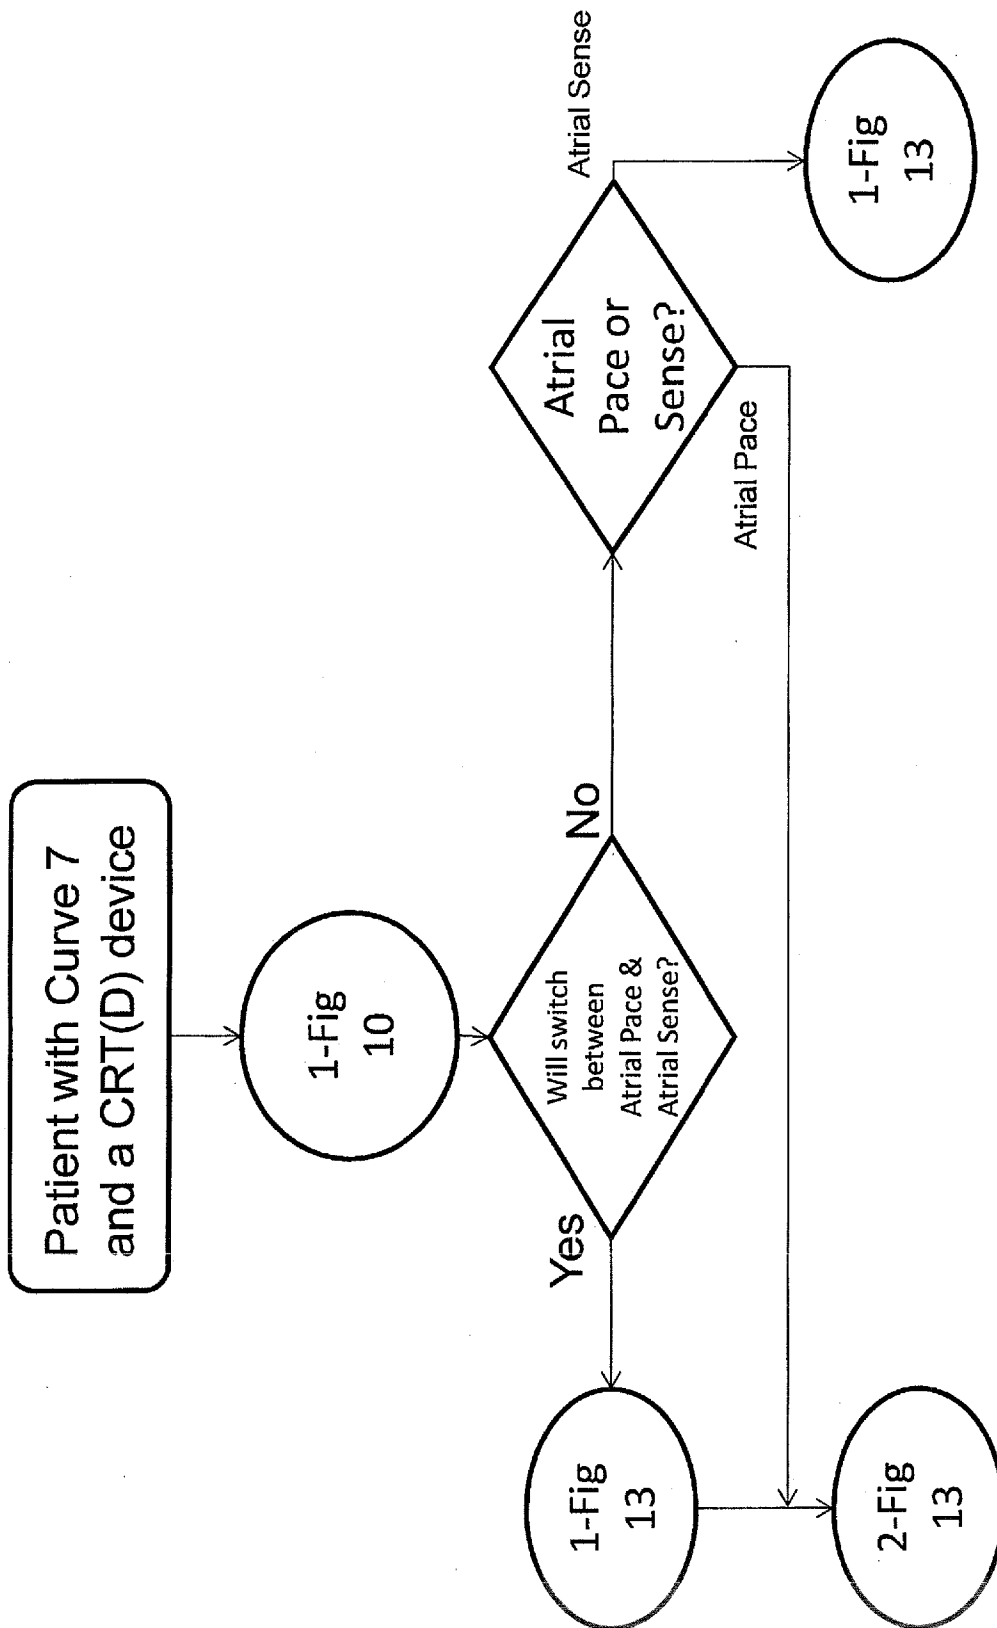 Patient with Curve 7
and a CRT(D) device
1-Fig
10
Will switch
between
Atrial Pace &
Atrial Sense?
Yes
No
1-Fig
13
2-Fig
13
Atrial
Pace or
Sense?
Atrial Pace
Atrial Sense
1-Fig
13